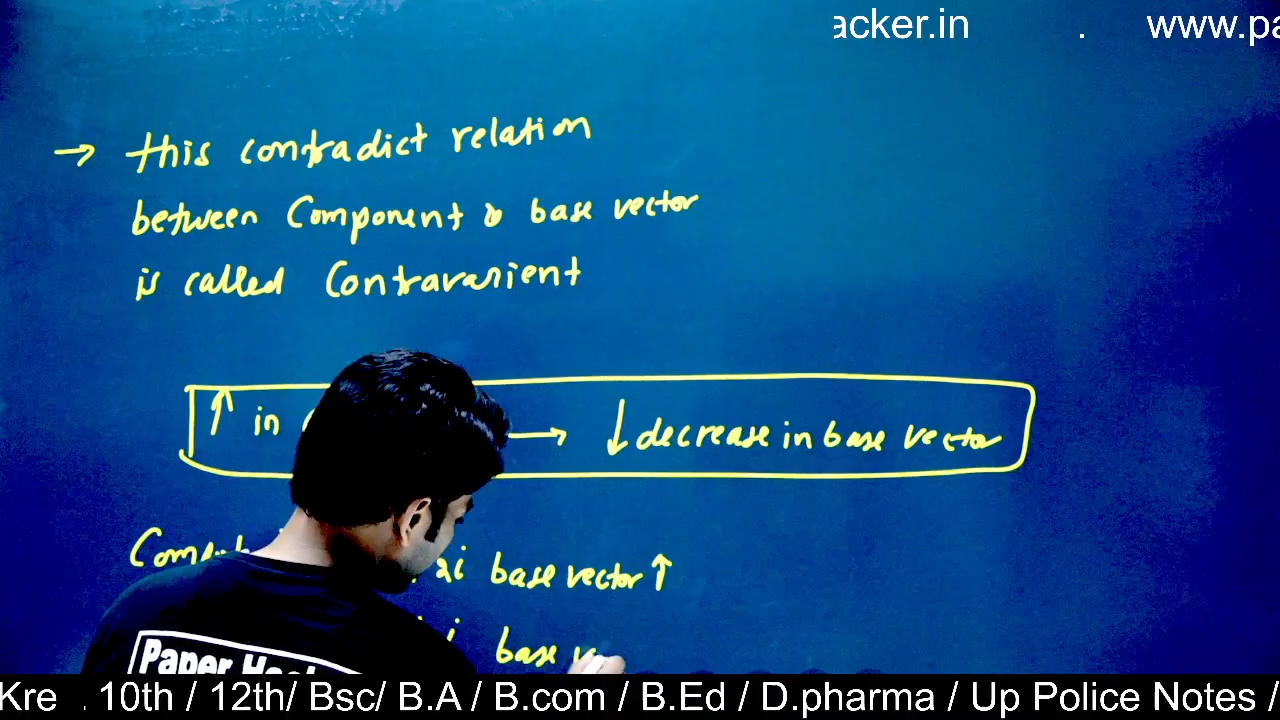 acker.in . www.pa
→ this contradict relation
between Component & base vector
is called Contravarient
↑ in → ↓ decrease in base vector
base vector ↑
base
Paper
Kre . 10th / 12th/ Bsc/ B.A / B.com / B.Ed / D.pharma / Up Police Notes /